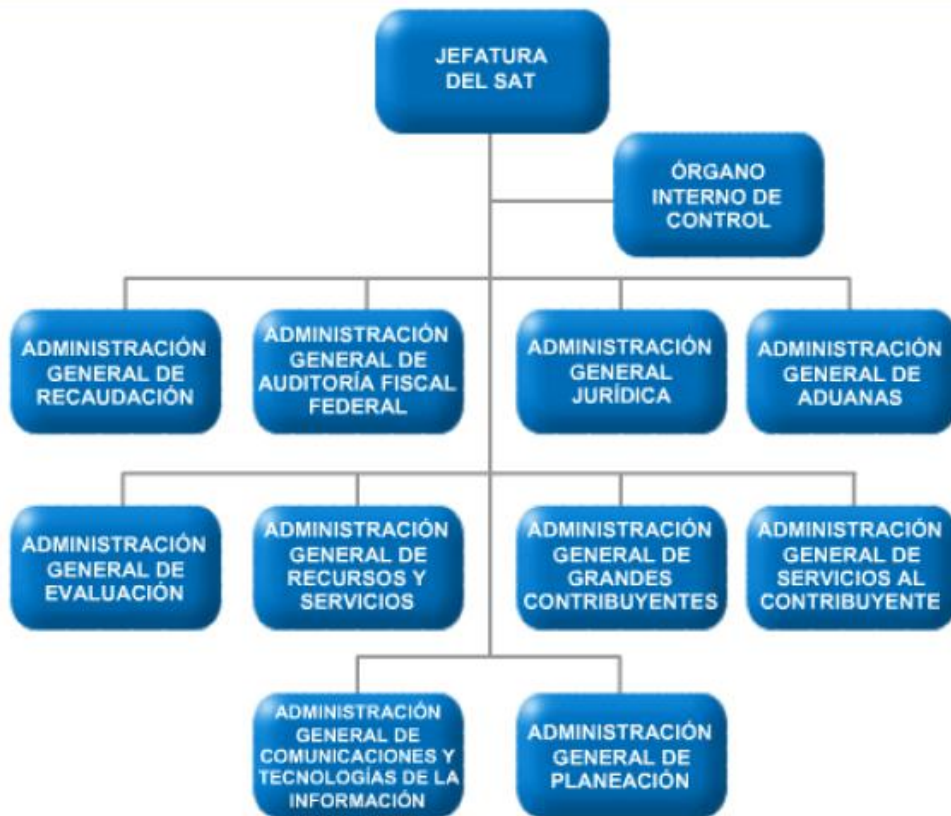 JEFATURA
DEL SAT
ÓRGANO
INTERNO DE
CONTROL
ADMINISTRACIÓN
GENERAL DE
RECAUDACIÓN
ADMINISTRACIÓN
GENERAL DE
AUDITORÍA FISCAL
FEDERAL
ADMINISTRACIÓN
GENERAL
JURÍDICA
ADMINISTRACIÓN
GENERAL DE
ADUANAS
ADMINISTRACIÓN
GENERAL DE
EVALUACIÓN
ADMINISTRACIÓN
GENERAL DE
RECURSOS Y
SERVICIOS
ADMINISTRACIÓN
GENERAL DE
GRANDES
CONTRIBUYENTES
ADMINISTRACIÓN
GENERAL DE
SERVICIOS AL
CONTRIBUYENTE
ADMINISTRACIÓN
GENERAL DE
COMUNICACIONES Y
TECNOLOGÍAS DE LA
INFORMACIÓN
ADMINISTRACIÓN
GENERAL DE
PLANEACIÓN